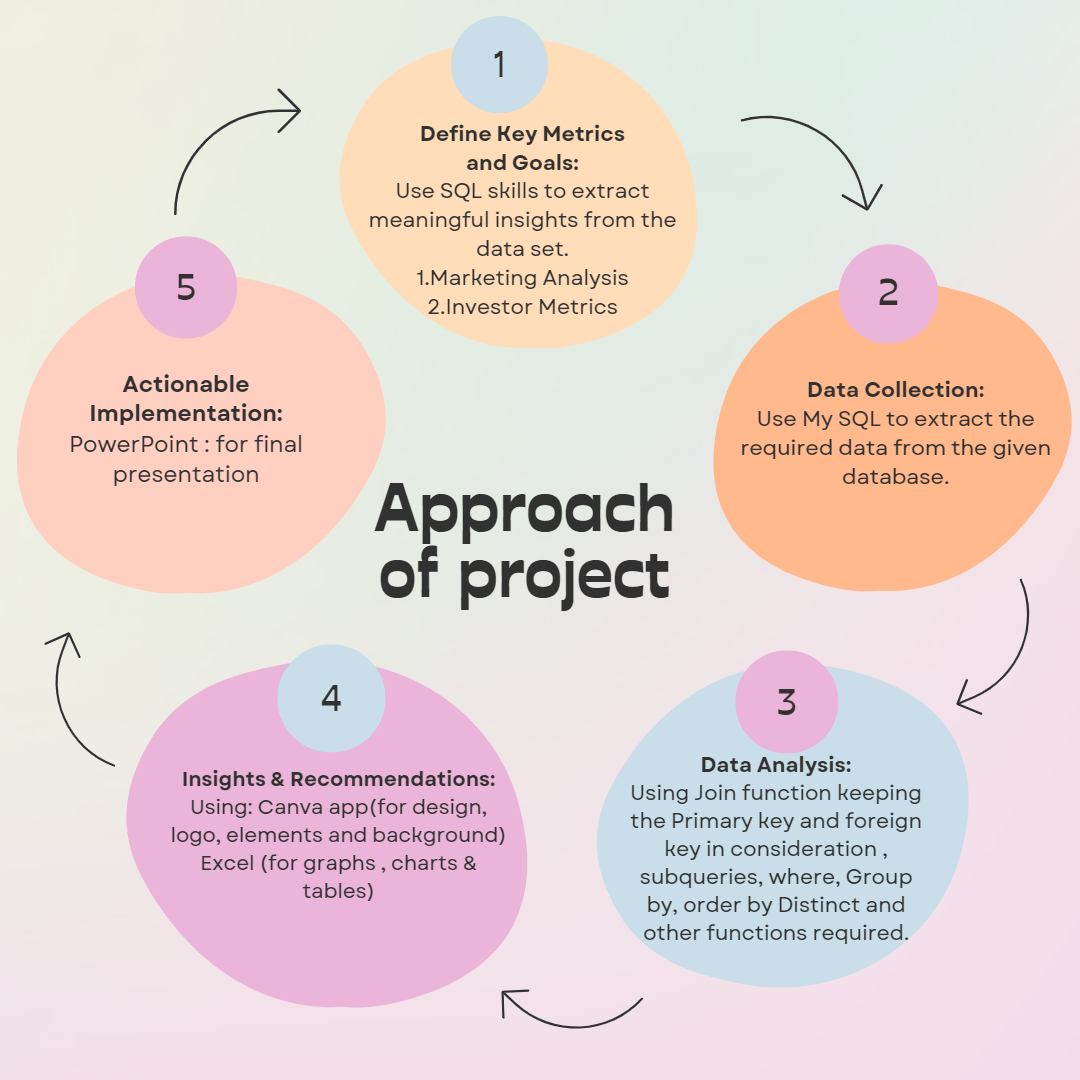 1
Define Key Metrics
and Goals:
Use SQL skills to extract
meaningful insights from the
data set.
1.Marketing Analysis
2.Investor Metrics
2
Data Collection:
Use My SQL to extract the
required data from the given
database.
3
Data Analysis:
Using Join function keeping
the Primary key and foreign
key in consideration ,
subqueries, where, Group
by, order by Distinct and
other functions required.
4
Insights & Recommendations:
Using: Canva app(for design,
logo, elements and background)
Excel (for graphs , charts &
tables)
5
Actionable
Implementation:
PowerPoint : for final
presentation
Approach
of project